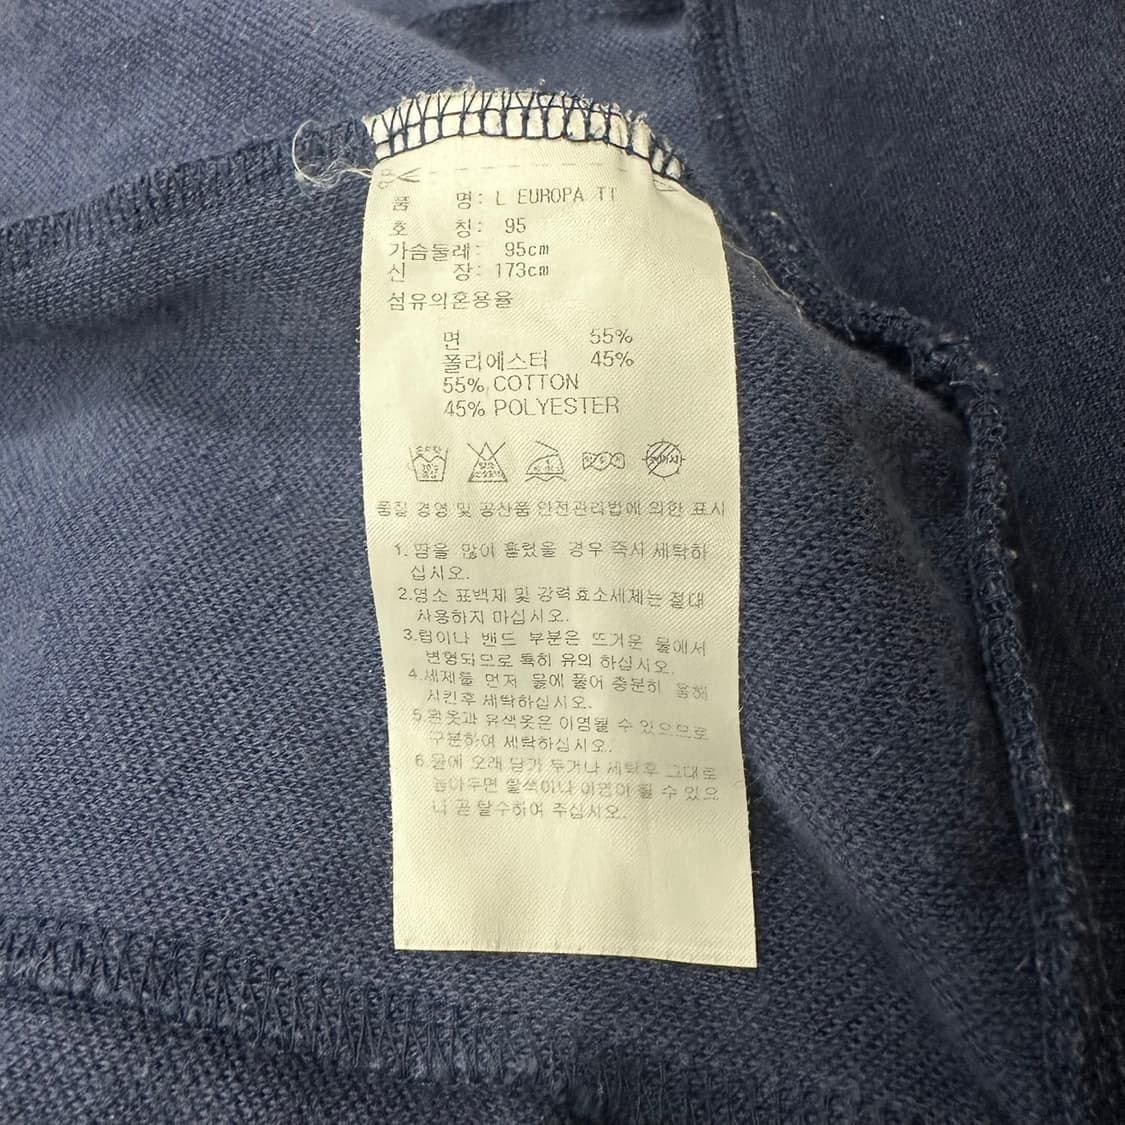 품 명: L EUROPA TT
호 칭: 95
가슴둘레: 95cm
신 장: 173cm
섬유의혼용율
면 55%
폴리에스터 45%
55% COTTON
45% POLYESTER
품질 경영 및 공산품 안전관리법에 의한 표시
1. 땀을 많이 흘렸을 경우 즉시 세탁하
십시오.
2.염소 표백제 및 강력효소세제는 절대
사용하지 마십시오.
3.럽이나 밴드 부분은 뜨거운 물에서
변형되므로 특히 유의 하십시오.
4.세제를 먼저 물에 풀어 충분히 용해
시킨후 세탁하십시오.
5.흰옷과 유색옷은 이염될 수 있으므로
구분하여 세탁하십시오.
6.물에 오래 담가 두거나 세탁후 그대로
놓아두면 탈색이나 이염이 될 수 있으
니 곧 탈수하여 주십시오.